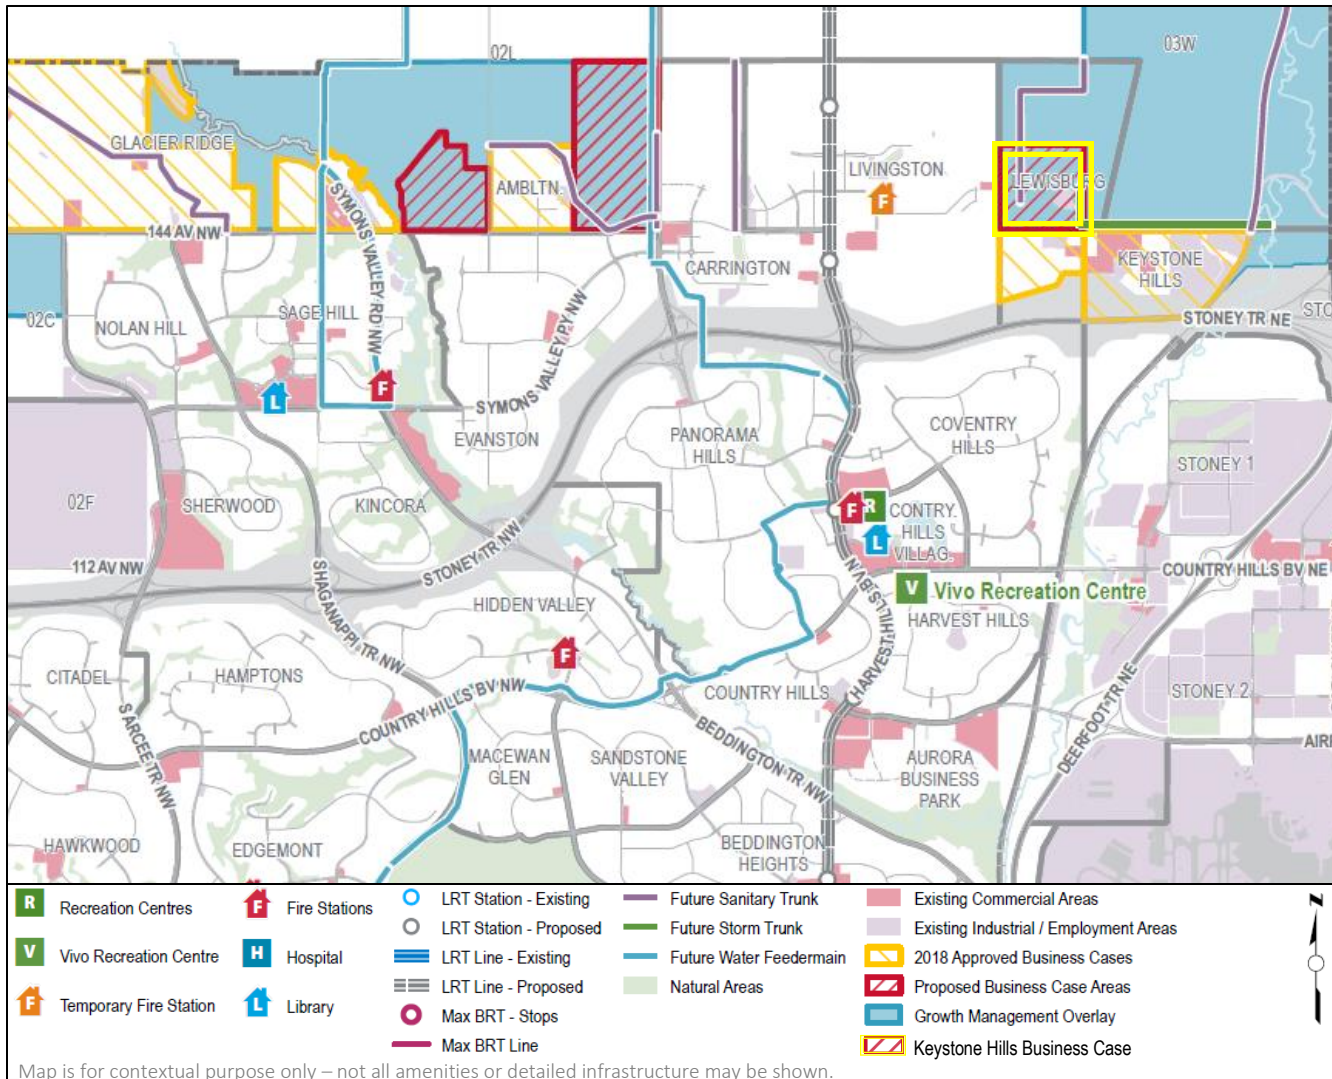 02L
03W
GLACIER RIDGE
AMBLTN.
LIVINGSTON
F
LEWISBURG
SYMONS VALLEY RD NW
144 AV NW
CARRINGTON
KEYSTONE
HILLS
02C
NOLAN HILL
SAGE HILL
STONEY TR NE
STO
L
F
SYMONS VALLEY PY NW
EVANSTON
PANORAMA
HILLS
COVENTRY
HILLS
STONEY 1
02F
SHERWOOD
KINCORA
F
R
CONTRY.
HILLS
VILLAG.
L
112 AV NW
SHAGANAPPI TR NW
STONEY TR NW
COUNTRY HILLS BV NE
V
Vivo Recreation Centre
HIDDEN VALLEY
HARVEST HILLS
F
HARVEST HILLS BV N
CITADEL
HAMPTONS
COUNTRY HILLS
STONEY 2
SARCEE TR NW
COUNTRY HILLS BV NW
BEDDINGTON TR NW
DEERFOOT TR NE
AIR
MACEWAN
GLEN
SANDSTONE
VALLEY
AURORA
BUSINESS
PARK
HAWKWOOD
EDGEMONT
BEDDINGTON
HEIGHTS
R Recreation Centres
V Vivo Recreation Centre
F Temporary Fire Station
F Fire Stations
H Hospital
L Library
LRT Station - Existing
LRT Station - Proposed
LRT Line - Existing
LRT Line - Proposed
Max BRT - Stops
Max BRT Line
Future Sanitary Trunk
Future Storm Trunk
Future Water Feedermain
Natural Areas
Existing Commercial Areas
Existing Industrial / Employment Areas
2018 Approved Business Cases
Proposed Business Case Areas
Growth Management Overlay
Keystone Hills Business Case
N
Map is for contextual purpose only – not all amenities or detailed infrastructure may be shown.